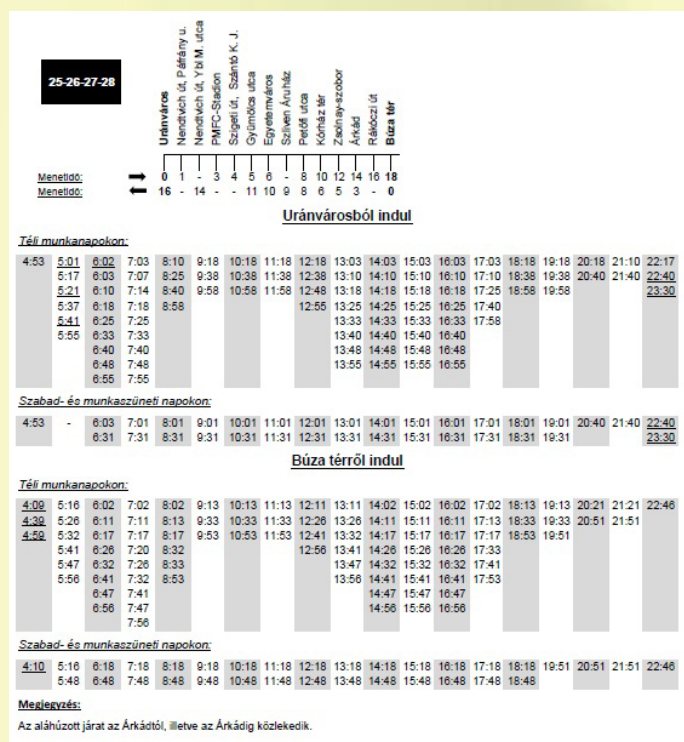 25-26-27-28
Uránváros
Nendtvich út, Páfrány u.
Nendtvich út, Ybl M. utca
PMFC-Stadion
Szigeti út, Szántó K. J.
Gyümölcs utca
Egyetemváros
Szliven Áruház
Petőfi utca
Kórház tér
Zsolnay-szobor
Árkád
Rákóczi út
Búza tér
Menetidő: 0 1 - 3 4 5 6 - 8 10 12 14 16 18
Menetidő: 16 - 14 - - 11 10 9 8 6 5 3 - 0
Uránvárosból indul
Téli munkanapokon:
4:53 5:01 6:02 7:03 8:10 9:18 10:18 11:18 12:18 13:03 14:03 15:03 16:03 17:03 18:18 19:18 20:18 21:10 22:17
5:17 6:03 7:07 8:25 9:38 10:38 11:38 12:38 13:10 14:10 15:10 16:10 17:10 18:38 19:38 20:40 21:40 22:40
5:21 6:10 7:14 8:40 9:58 10:58 11:58 12:48 13:18 14:18 15:18 16:18 17:25 18:58 19:58 23:30
5:37 6:18 7:18 8:58 12:55 13:25 14:25 15:25 16:25 17:40
5:41 6:25 7:25 13:33 14:33 15:33 16:33 17:58
5:55 6:33 7:33 13:40 14:40 15:40 16:40
6:40 7:40 13:48 14:48 15:48 16:48
6:48 7:48 13:55 14:55 15:55 16:55
6:55 7:55
Szabad- és munkaszüneti napokon:
4:53 - 6:03 7:01 8:01 9:01 10:01 11:01 12:01 13:01 14:01 15:01 16:01 17:01 18:01 19:01 20:40 21:40 22:40
6:31 7:31 8:31 9:31 10:31 11:31 12:31 13:31 14:31 15:31 16:31 17:31 18:31 19:31 23:30
Búza térről indul
Téli munkanapokon:
4:09 5:16 6:02 7:02 8:02 9:13 10:13 11:13 12:11 13:11 14:02 15:02 16:02 17:02 18:13 19:13 20:21 21:21 22:46
4:39 5:26 6:11 7:11 8:13 9:33 10:33 11:33 12:26 13:26 14:11 15:11 16:11 17:13 18:33 19:33 20:51 21:51
4:59 5:32 6:17 7:17 8:17 9:53 10:53 11:53 12:41 13:32 14:17 15:17 16:17 17:17 18:53 19:51
5:41 6:26 7:20 8:32 12:56 13:41 14:26 15:26 16:26 17:33
5:47 6:32 7:26 8:33 13:47 14:32 15:32 16:32 17:41
5:56 6:41 7:32 8:53 13:56 14:41 15:41 16:41 17:53
6:47 7:41 14:47 15:47 16:47
6:56 7:47 14:56 15:56 16:56
7:56
Szabad- és munkaszüneti napokon:
4:10 5:16 6:18 7:18 8:18 9:18 10:18 11:18 12:18 13:18 14:18 15:18 16:18 17:18 18:18 19:51 20:51 21:51 22:46
5:48 6:48 7:48 8:48 9:48 10:48 11:48 12:48 13:48 14:48 15:48 16:48 17:48 18:48
Megjegyzés:
Az aláhúzott járat az Árkádtól, illetve az Árkádig közlekedik.